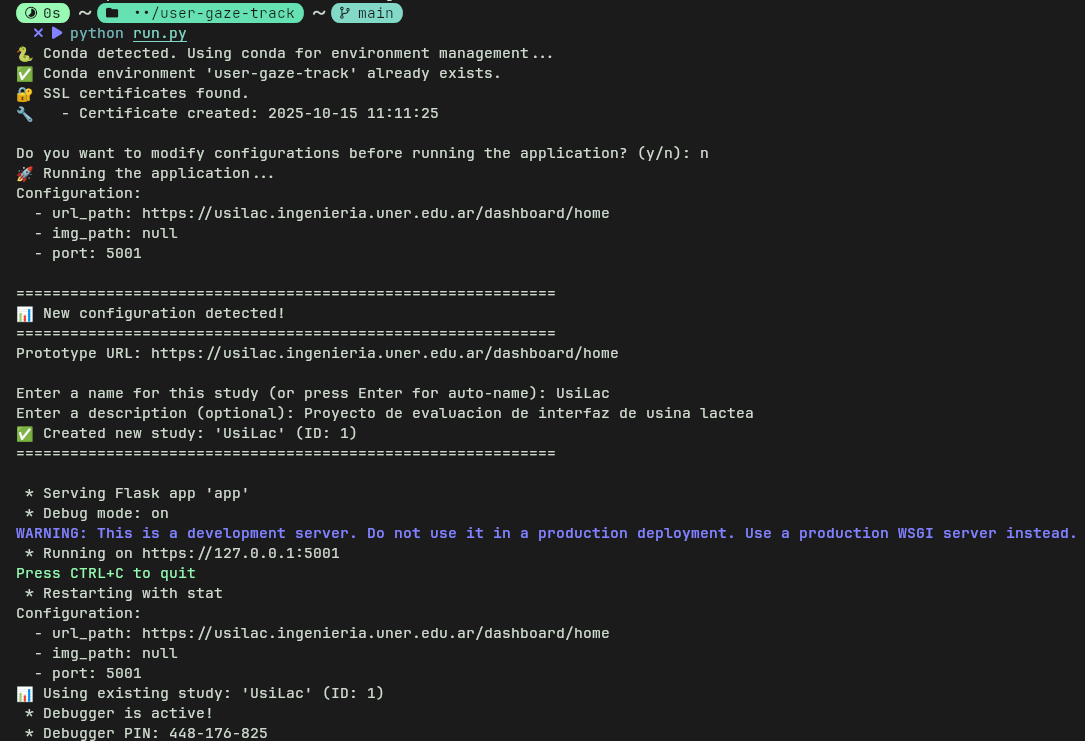 0s ~ ../user-gaze-track ~ main
python run.py
Conda detected. Using conda for environment management...
Conda environment 'user-gaze-track' already exists.
SSL certificates found.
- Certificate created: 2025-10-15 11:11:25
Do you want to modify configurations before running the application? (y/n): n
Running the application...
Configuration:
- url_path: https://usilac.ingenieria.uner.edu.ar/dashboard/home
- img_path: null
- port: 5001
============================================================
New configuration detected!
============================================================
Prototype URL: https://usilac.ingenieria.uner.edu.ar/dashboard/home
Enter a name for this study (or press Enter for auto-name): UsiLac
Enter a description (optional): Proyecto de evaluacion de interfaz de usina lactea
Created new study: 'UsiLac' (ID: 1)
============================================================
* Serving Flask app 'app'
* Debug mode: on
WARNING: This is a development server. Do not use it in a production deployment. Use a production WSGI server instead.
* Running on https://127.0.0.1:5001
Press CTRL+C to quit
* Restarting with stat
Configuration:
- url_path: https://usilac.ingenieria.uner.edu.ar/dashboard/home
- img_path: null
- port: 5001
Using existing study: 'UsiLac' (ID: 1)
* Debugger is active!
* Debugger PIN: 448-176-825